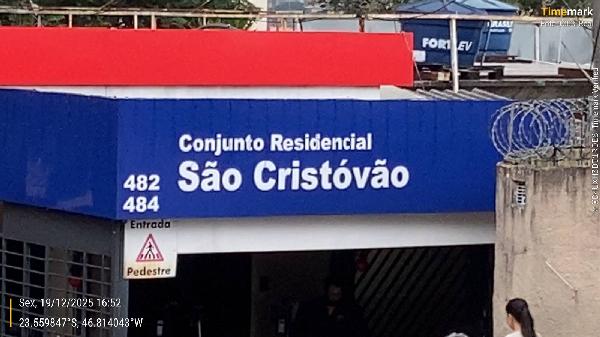 Timemark
FORTLEV
Conjunto Residencial
São Cristóvão
482
484
Entrada
Pedestre
Sex, 19/12/2025 16:52
23.559847°S, 46.814043°W